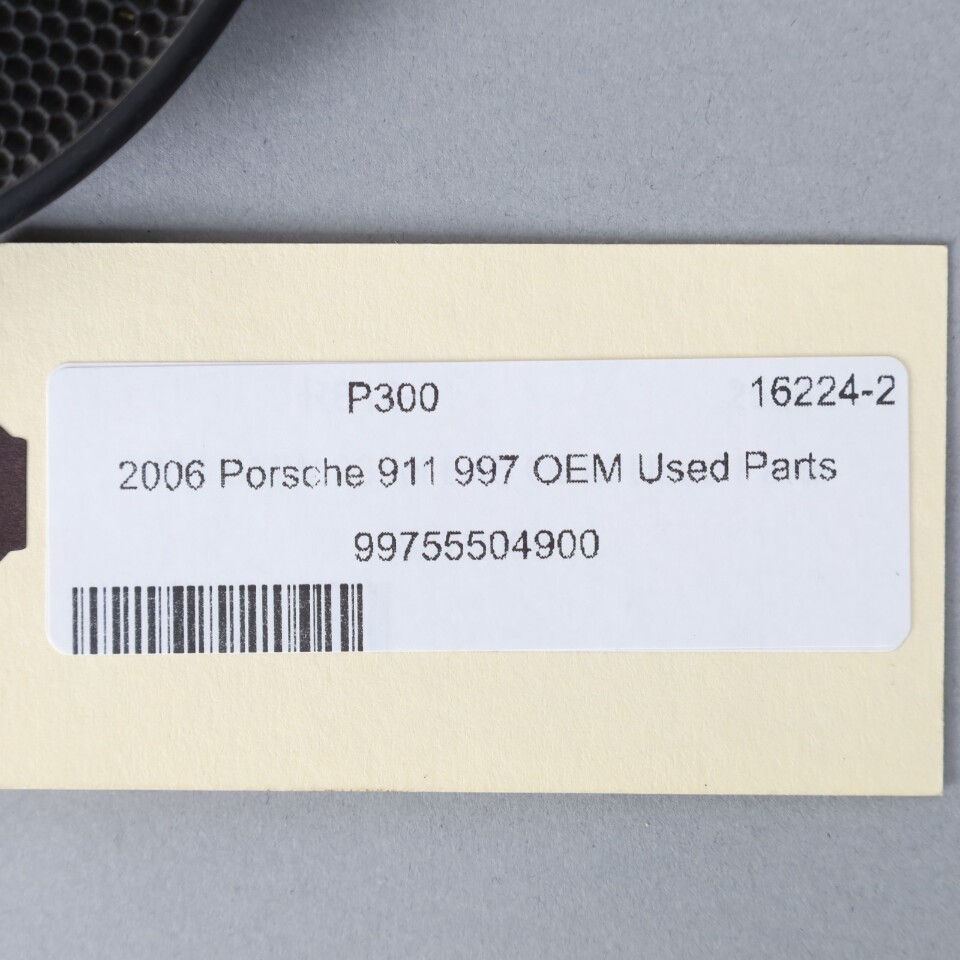 P300 16224-2
2006 Porsche 911 997 OEM Used Parts
99755504900